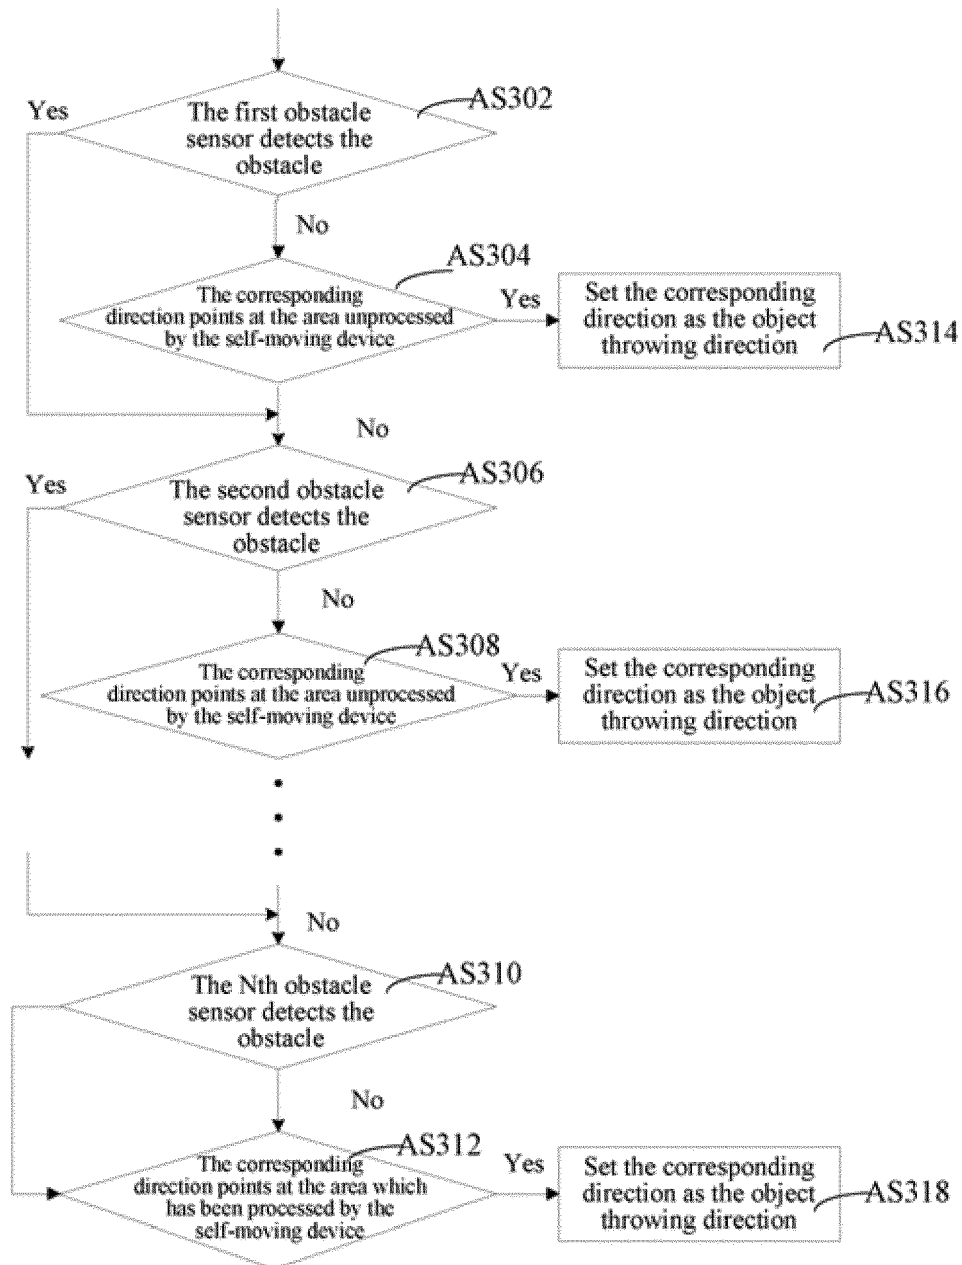 AS302
Yes
The first obstacle
sensor detects the
obstacle
No
AS304
The corresponding
direction points at the area unprocessed
by the self-moving device
Yes
Set the corresponding
direction as the object
throwing direction
AS314
No
AS306
Yes
The second obstacle
sensor detects the
obstacle
No
AS308
The corresponding
direction points at the area unprocessed
by the self-moving device
Yes
Set the corresponding
direction as the object
throwing direction
AS316
No
AS310
The Nth obstacle
sensor detects the
obstacle
No
AS312
The corresponding
direction points at the area which
has been processed by the
self-moving device
Yes
Set the corresponding
direction as the object
throwing direction
AS318